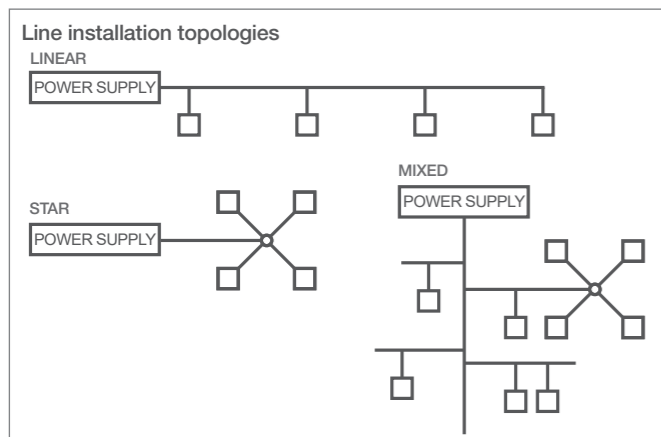 Line installation topologies
LINEAR
POWER SUPPLY
MIXED
POWER SUPPLY
STAR
POWER SUPPLY